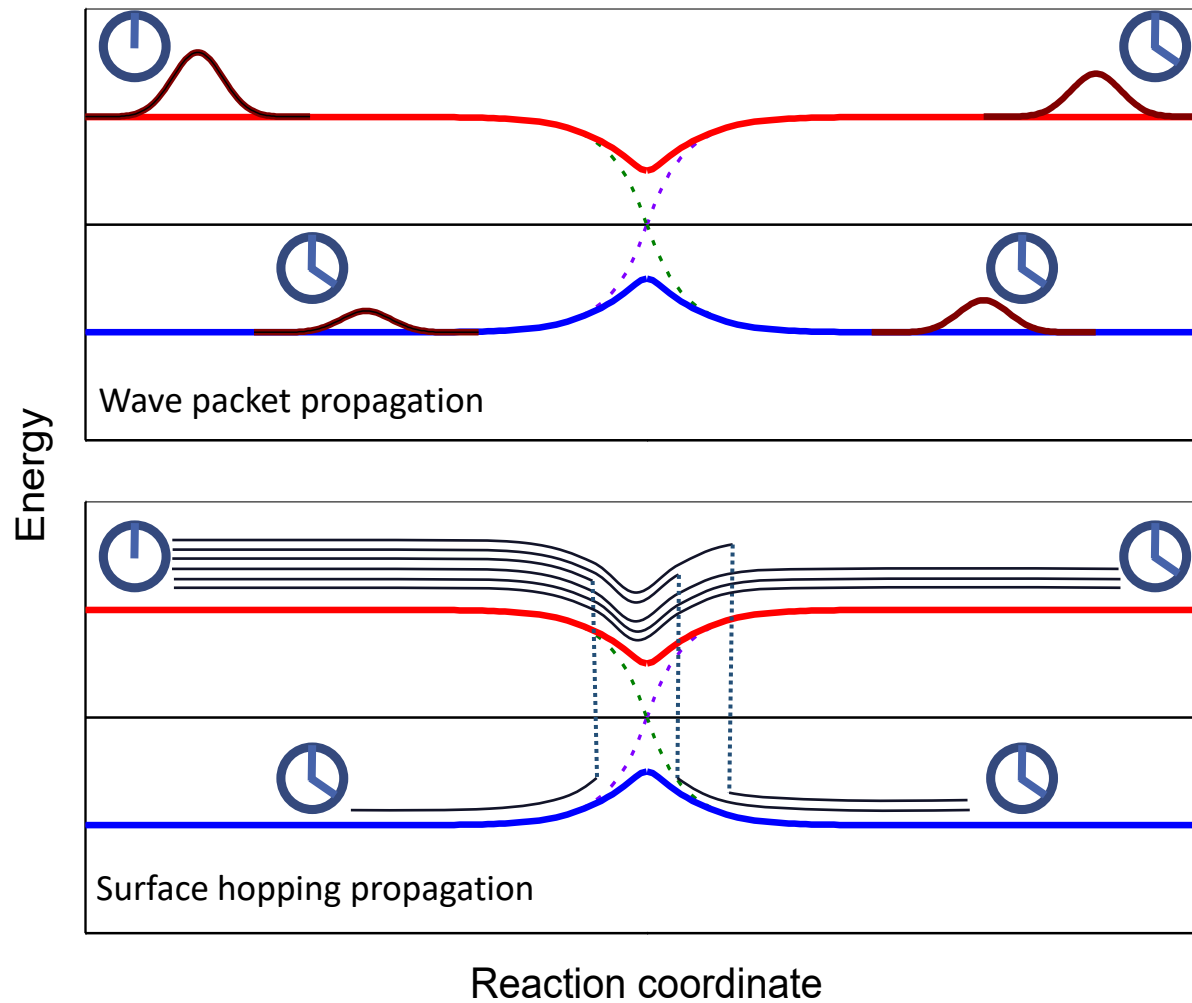 Wave packet propagation
Energy
Surface hopping propagation
Reaction coordinate